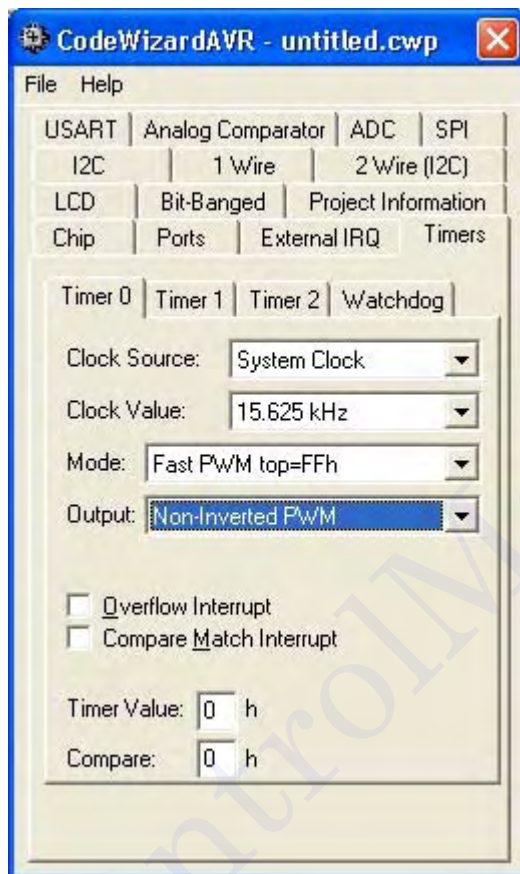 CodeWizardAVR - untitled.cwp
File Help
USART Analog Comparator ADC SPI
I2C 1 Wire 2 Wire (I2C)
LCD Bit-Banged Project Information
Chip Ports External IRQ Timers
Timer 0 Timer 1 Timer 2 Watchdog
Clock Source: System Clock
Clock Value: 15.625 kHz
Mode: Fast PWM top=FFh
Output: Non-Inverted PWM
Overflow Interrupt
Compare Match Interrupt
Timer Value: 0 h
Compare: 0 h